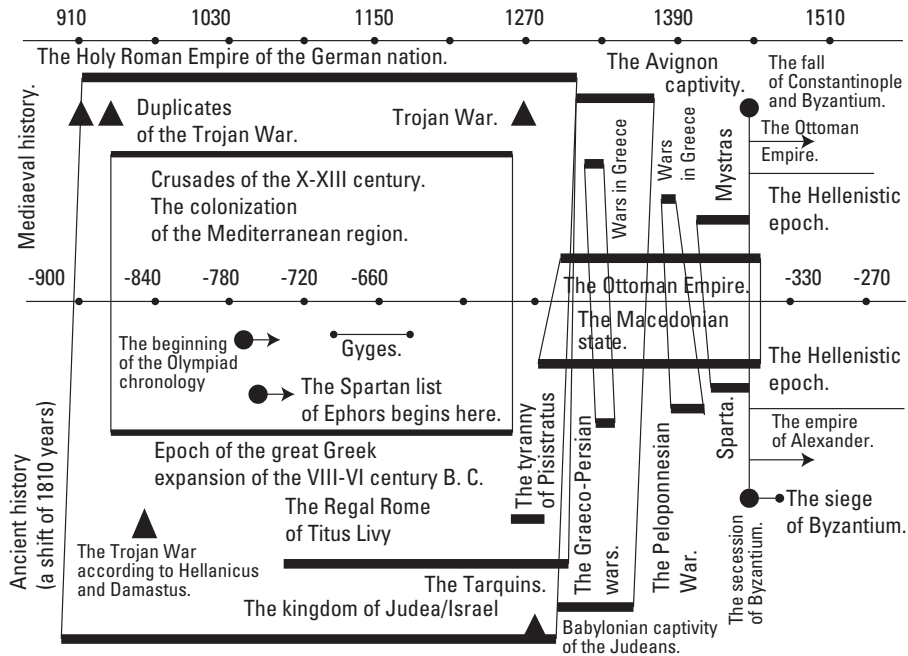 910 1030 1150 1270 1390 1510
The Holy Roman Empire of the German nation.
The Avignon
captivity.
The fall
of Constantinople
and Byzantium.
Mediaeval history.
Duplicates
of the Trojan War.
Trojan War.
Wars in Greece
Wars
in Greece
Mystras
The Ottoman
Empire.
Crusades of the X-XIII century.
The colonization
of the Mediterranean region.
The Hellenistic
epoch.
-900 -840 -780 -720 -660 -330 -270
The Ottoman Empire.
The Macedonian
state.
The beginning
of the Olympiad
chronology
Gyges.
The Spartan list
of Ephors begins here.
The Hellenistic
epoch.
Ancient history
(a shift of 1810 years)
Epoch of the great Greek
expansion of the VIII-VI century B. C.
The tyranny
of Pisistratus
The Graeco-Persian
wars.
The Peloponnesian
War.
Sparta.
The empire
of Alexander.
The Regal Rome
of Titus Livy
The secession
of Byzantium.
The siege
of Byzantium.
The Trojan War
according to Hellanicus
and Damastus.
The Tarquins.
The kingdom of Judea/Israel
Babylonian captivity
of the Judeans.